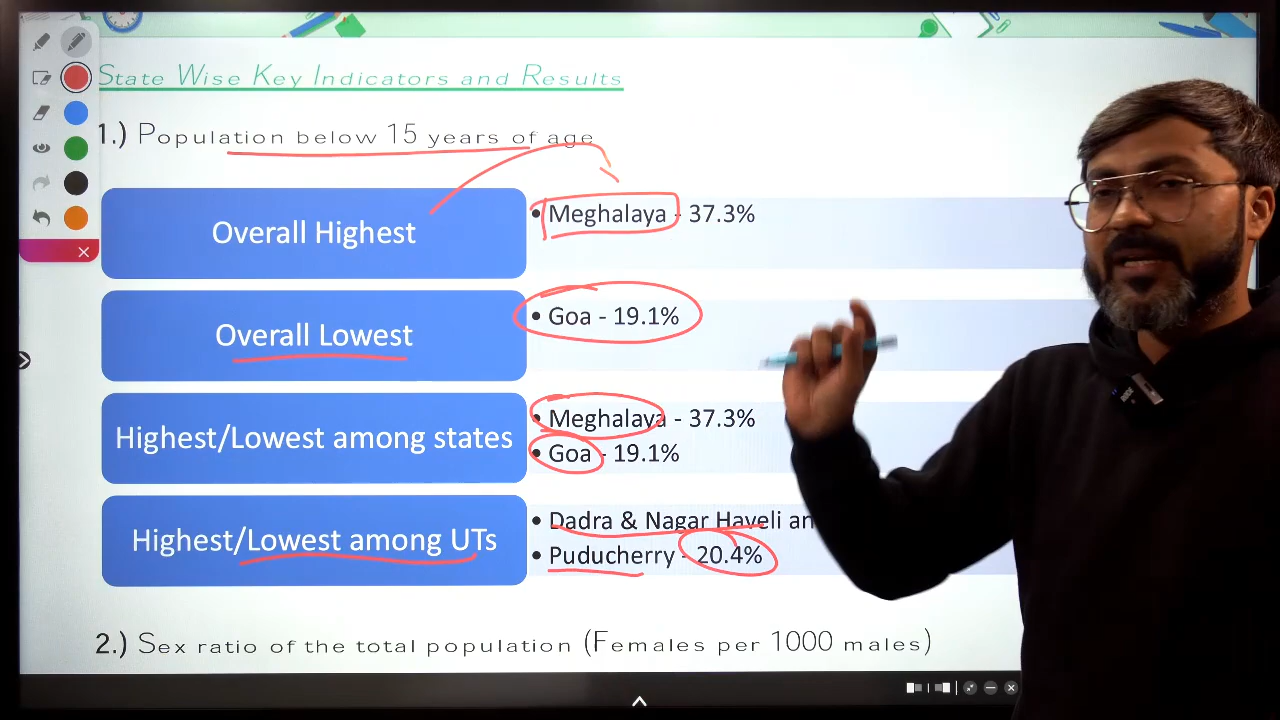 State Wise Key Indicators and Results
1.) Population below 15 years of age
Overall Highest
• Meghalaya - 37.3%
Overall Lowest
• Goa - 19.1%
Highest/Lowest among states
• Meghalaya - 37.3%
• Goa - 19.1%
Highest/Lowest among UTs
• Dadra & Nagar Haveli an
• Puducherry - 20.4%
2.) Sex ratio of the total population (Females per 1000 males)